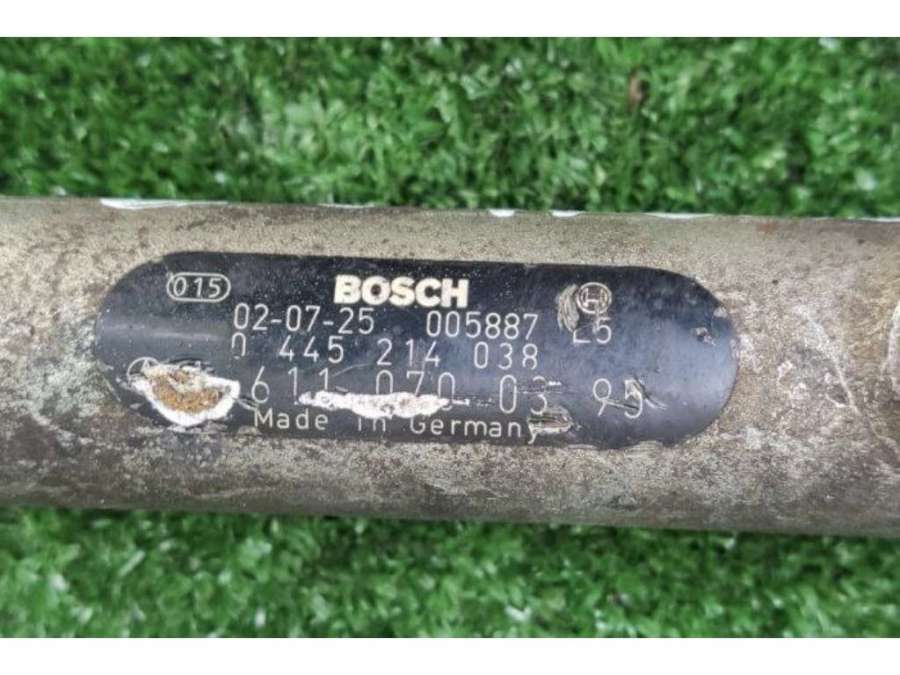 015 BOSCH
02-07-25 005887 L5
0 445 214 038
611 070 03 95
Made in Germany